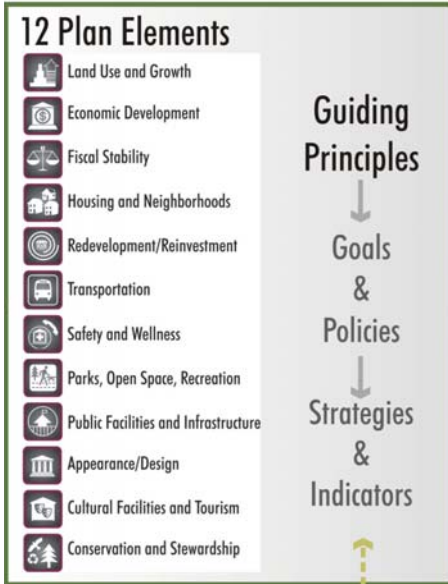 12 Plan Elements
Land Use and Growth
Economic Development
Fiscal Stability
Housing and Neighborhoods
Redevelopment/Reinvestment
Transportation
Safety and Wellness
Parks, Open Space, Recreation
Public Facilities and Infrastructure
Appearance/Design
Cultural Facilities and Tourism
Conservation and Stewardship
Guiding
Principles
Goals
&
Policies
Strategies
&
Indicators